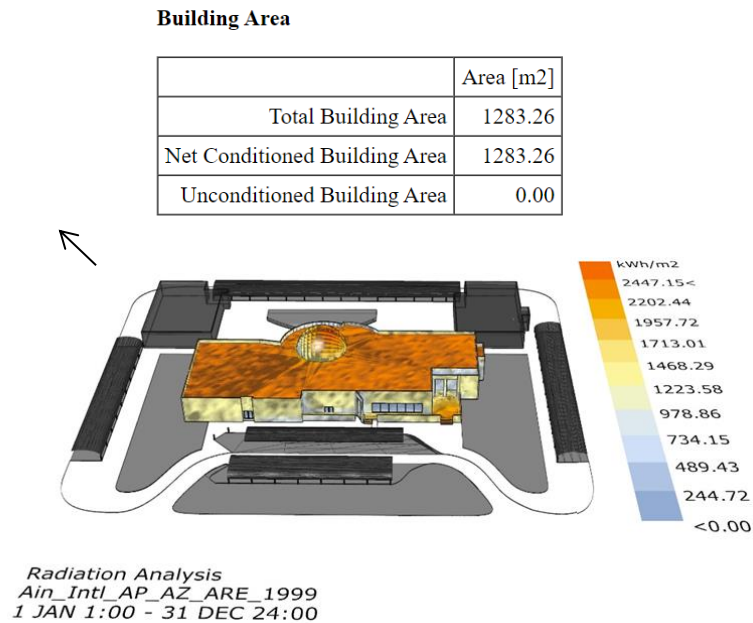 Building Area
Area [m2]
Total Building Area 1283.26
Net Conditioned Building Area 1283.26
Unconditioned Building Area 0.00
kWh/m2
2447.15<
2202.44
1957.72
1713.01
1468.29
1223.58
978.86
734.15
489.43
244.72
<0.00
Radiation Analysis
Ain_Intl_AP_AZ_ARE_1999
1 JAN 1:00 - 31 DEC 24:00